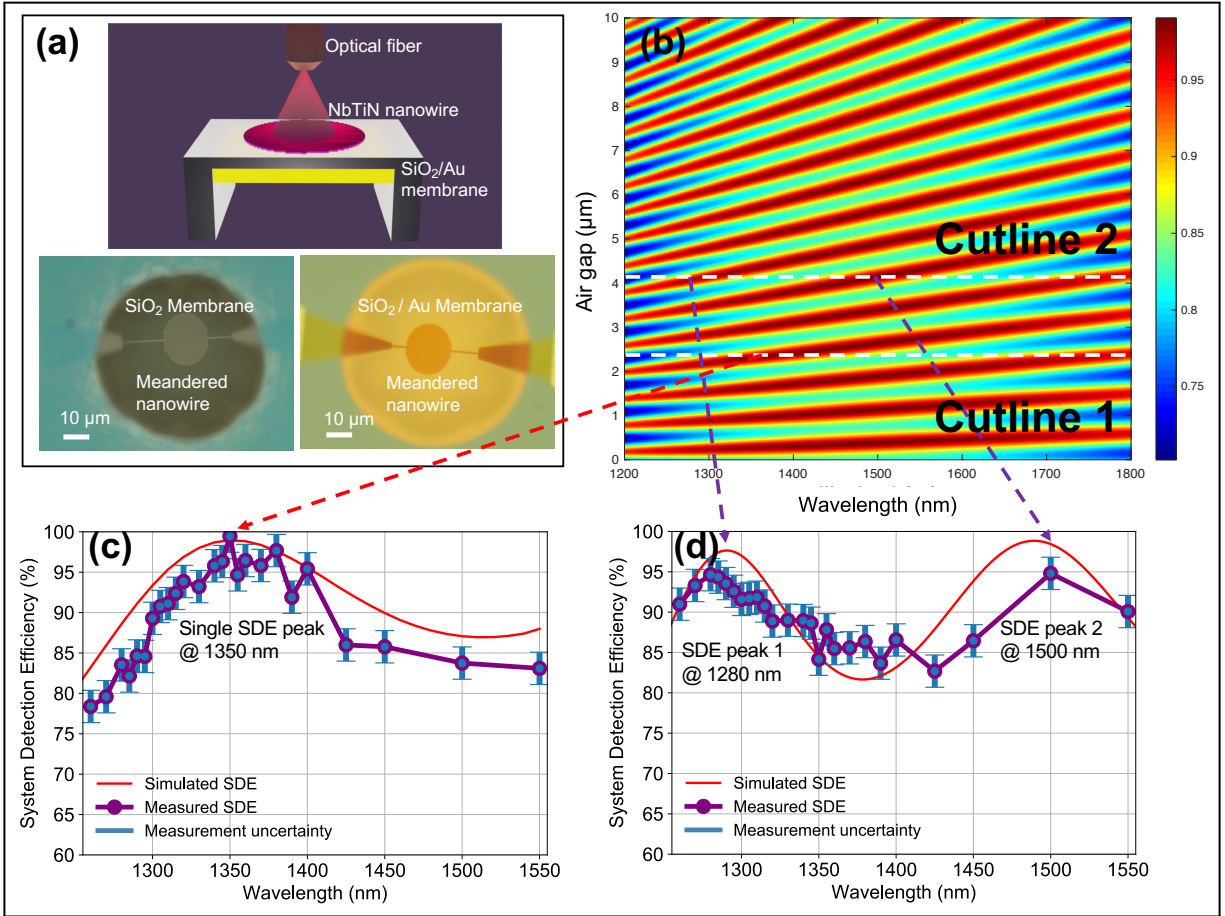 (a)
Optical fiber
NbTiN nanowire
SiO₂/Au
membrane
SiO₂ Membrane
Meandered
nanowire
10 μm
SiO₂ / Au Membrane
Meandered
nanowire
10 μm
(b)
10
9
8
7
6
5
4
3
2
1
0
Air gap (μm)
Cutline 2
Cutline 1
1200 1300 1400 1500 1600 1700 1800
Wavelength (nm)
0.95
0.9
0.85
0.8
0.75
(c)
100
95
90
85
80
75
70
65
60
System Detection Efficiency (%)
Single SDE peak
@ 1350 nm
Simulated SDE
Measured SDE
Measurement uncertainty
1300 1350 1400 1450 1500 1550
Wavelength (nm)
(d)
100
95
90
85
80
75
70
65
60
System Detection Efficiency (%)
SDE peak 1
@ 1280 nm
SDE peak 2
@ 1500 nm
Simulated SDE
Measured SDE
Measurement uncertainty
1300 1350 1400 1450 1500 1550
Wavelength (nm)